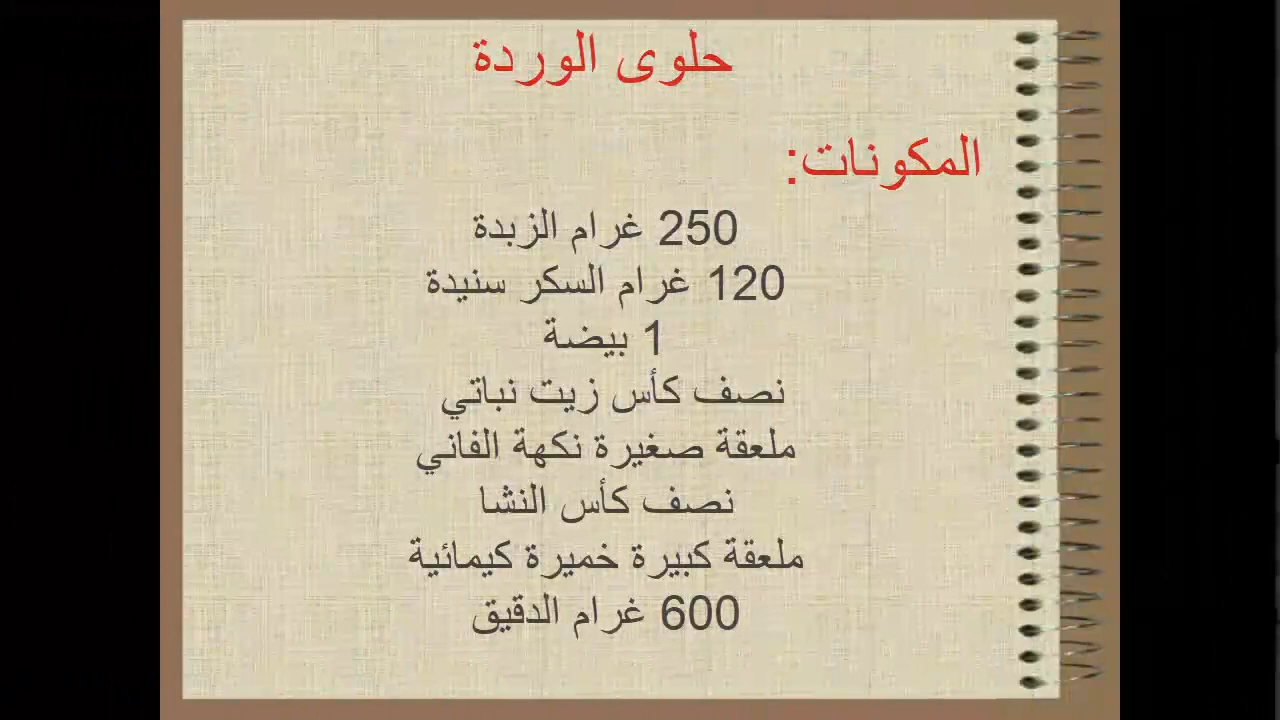 حلوى الوردة
المكونات:
250 غرام الزبدة
120 غرام السكر سنيدة
1 بيضة
نصف كأس زيت نباتي
ملعقة صغيرة نكهة الفاني
نصف كأس النشا
ملعقة كبيرة خميرة كيمائية
600 غرام الدقيق